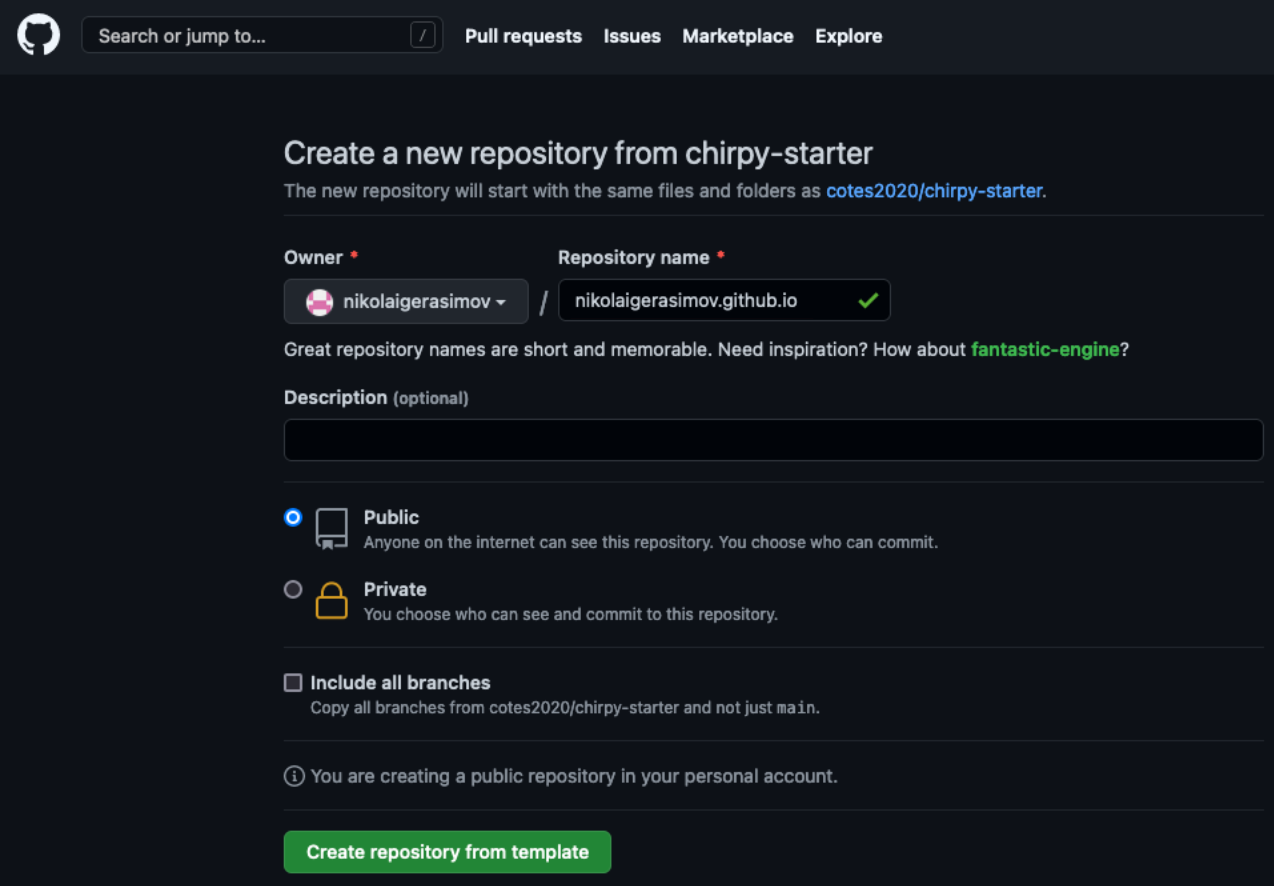 Search or jump to... /
Pull requests Issues Marketplace Explore
Create a new repository from chirpy-starter
The new repository will start with the same files and folders as cotes2020/chirpy-starter.
Owner * Repository name *
nikolaigerasimov / nikolaigerasimov.github.io
Great repository names are short and memorable. Need inspiration? How about fantastic-engine?
Description (optional)
Public
Anyone on the internet can see this repository. You choose who can commit.
Private
You choose who can see and commit to this repository.
Include all branches
Copy all branches from cotes2020/chirpy-starter and not just main.
You are creating a public repository in your personal account.
Create repository from template